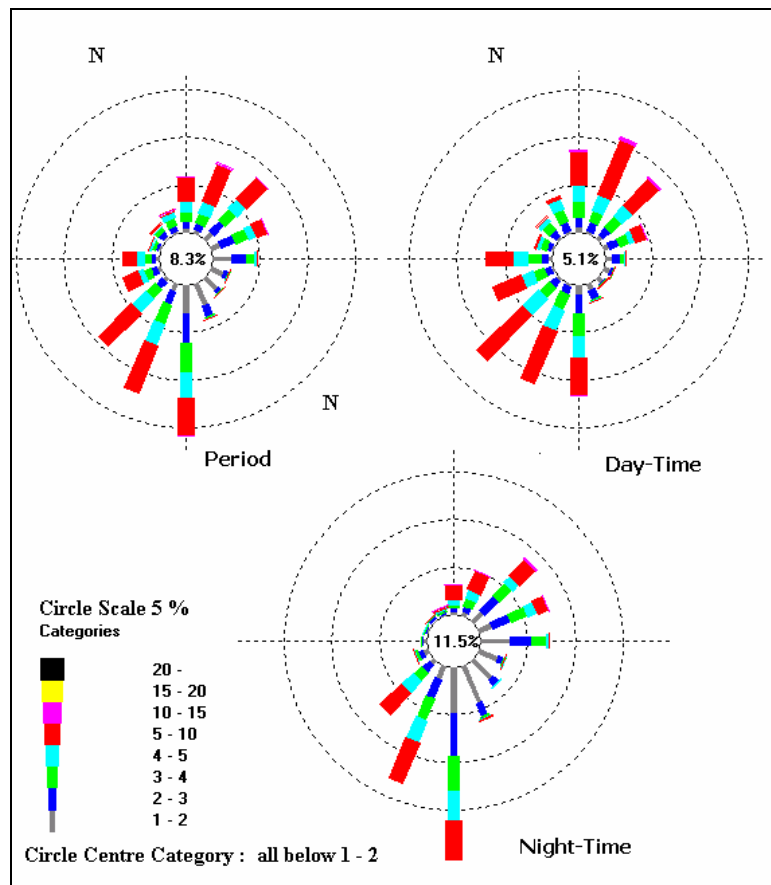 N
N
8.3%
5.1%
N
Period
Day-Time
11.5%
Circle Scale 5 %
Categories
20 -
15 - 20
10 - 15
5 - 10
4 - 5
3 - 4
2 - 3
1 - 2
Night-Time
Circle Centre Category : all below 1 - 2